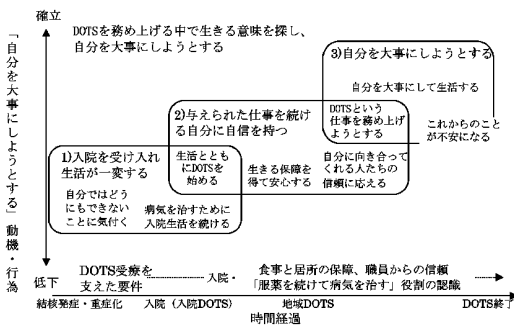 確立
DOTSを務め上げる中で生きる意味を探し、
自分を大事にしようとする
3)自分を大事にしようとする
自分を大事にして生活する
DOTSという
仕事を務め上げ
ようとする
これからのこと
が不安になる
2)与えられた仕事を続け
る自分に自信を持つ
生活ととも
にDOTSを
始める
生きる保障を
得て安心する
自分に向き合って
くれる人たちの
信頼に応える
1)入院を受け入れ
生活が一変する
自分ではどう
にもできない
ことに気付く
病気を治すために
入院生活を続ける
「自分を大事にしようとする」動機・行為
低下
DOTS受療を
支えた要件
入院・
食事と居所の保障、職員からの信頼
「服薬を続けて病気を治す」役割の認識
結核発症・重症化
入院（入院DOTS）
地域DOTS
DOTS終了
時間経過